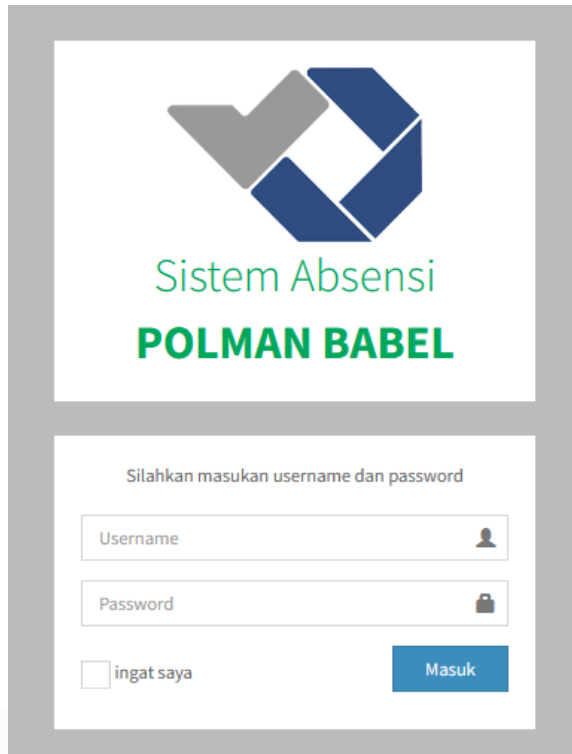 Sistem Absensi
POLMAN BABEL
Silahkan masukan username dan password
Username
Password
ingat saya
Masuk